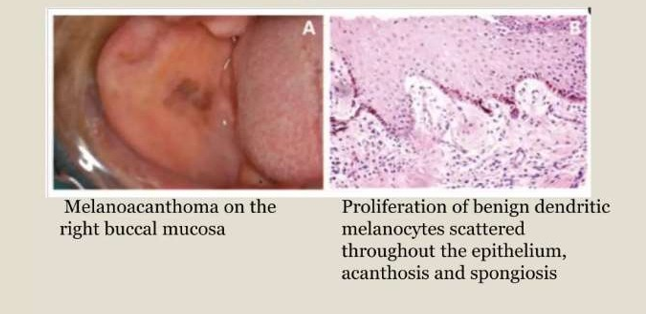 A
B
Melanoacanthoma on the
right buccal mucosa
Proliferation of benign dendritic
melanocytes scattered
throughout the epithelium,
acanthosis and spongiosis